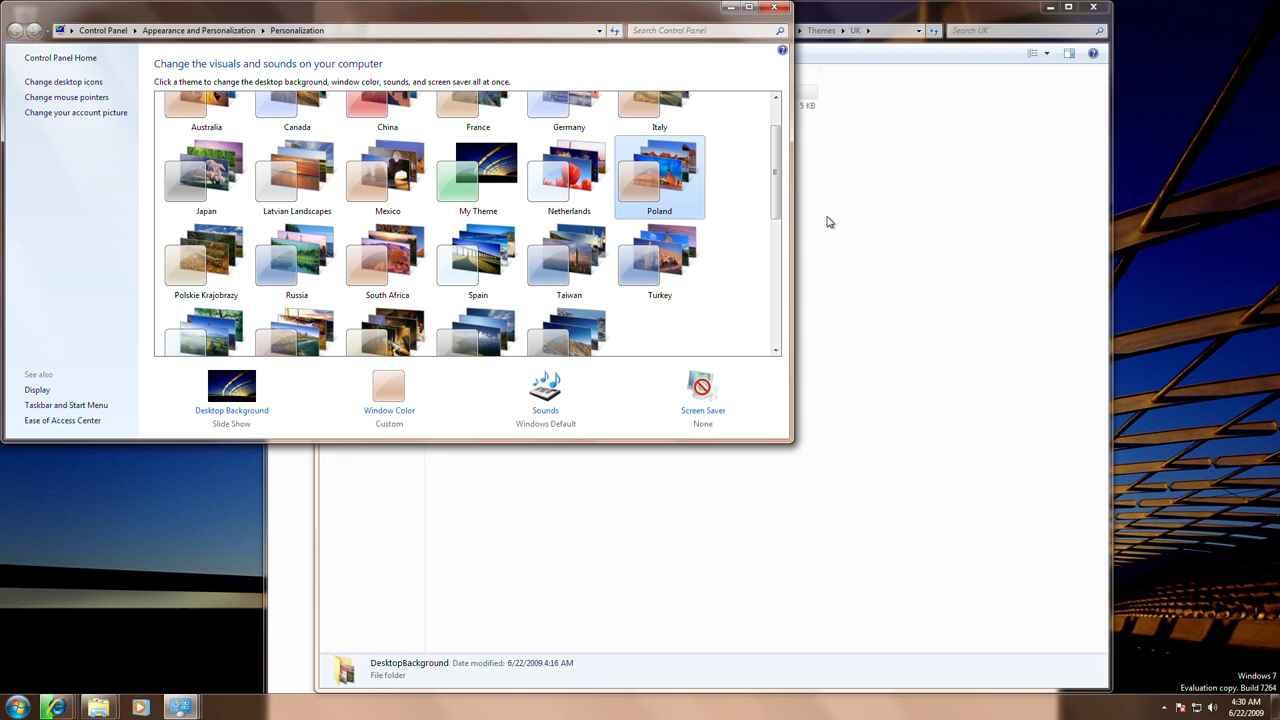 Control Panel Appearance and Personalization Personalization
Search Control Panel
Themes UK
Search UK
Control Panel Home
Change desktop icons
Change mouse pointers
Change your account picture
Change the visuals and sounds on your computer
Click a theme to change the desktop background, window color, sounds, and screen saver all at once.
5 KB
Australia Canada China France Germany Italy
Japan Latvian Landscapes Mexico My Theme Netherlands Poland
Polskie Krajobrazy Russia South Africa Spain Taiwan Turkey
See also
Display
Taskbar and Start Menu
Ease of Access Center
Desktop Background Window Color Sounds Screen Saver
Slide Show Custom Windows Default None
DesktopBackground Date modified: 6/22/2009 4:16 AM
File folder
Windows 7
Evaluation copy. Build 7264
4:30 AM
6/22/2009